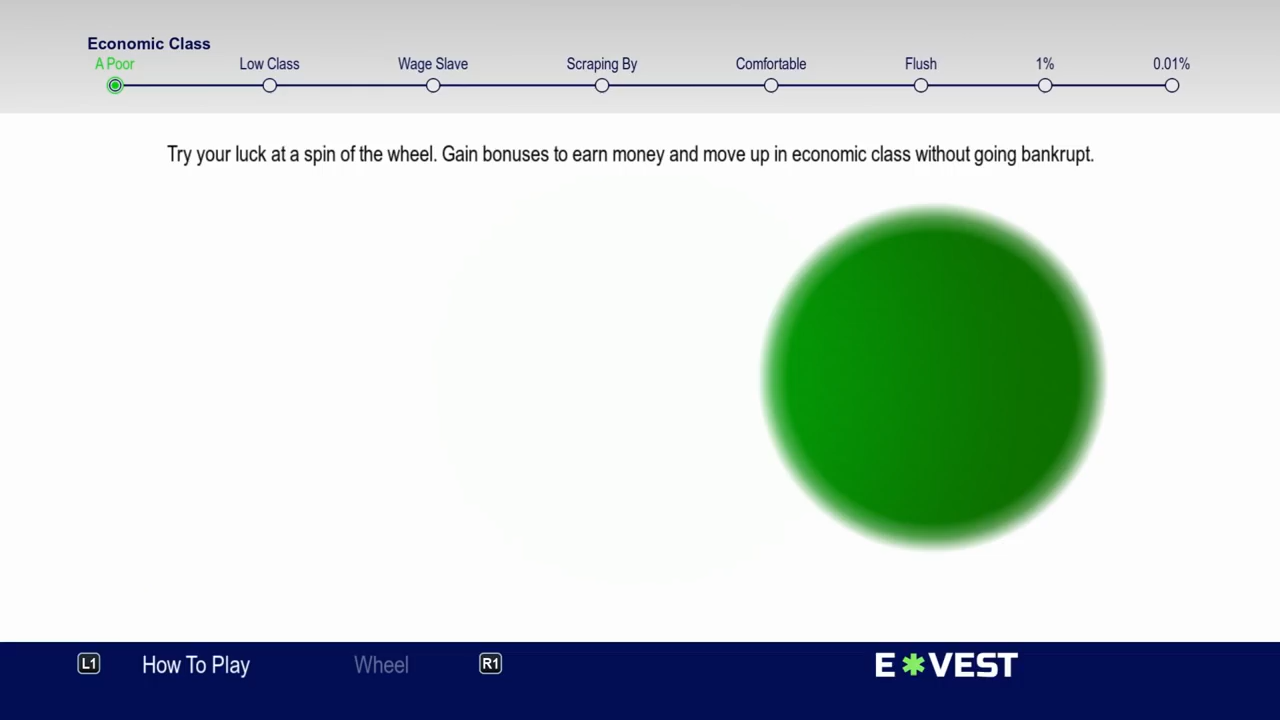 Economic Class
A Poor Low Class Wage Slave Scraping By Comfortable Flush 1% 0.01%
Try your luck at a spin of the wheel. Gain bonuses to earn money and move up in economic class without going bankrupt.
L1 How To Play Wheel R1 E*VEST